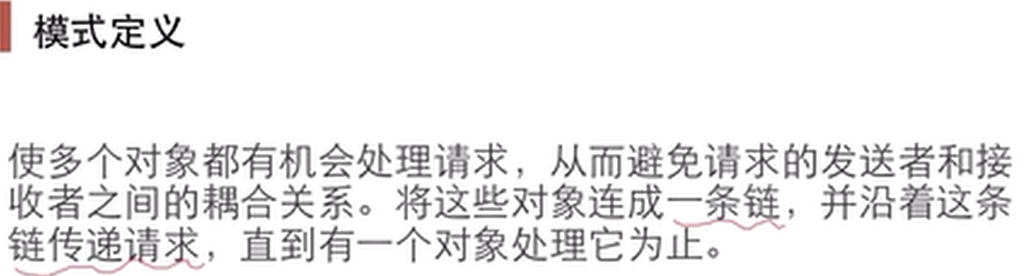 模式定义
使多个对象都有机会处理请求，从而避免请求的发送者和接
收者之间的耦合关系。将这些对象连成一条链，并沿着这条
链传递请求，直到有一个对象处理它为止。